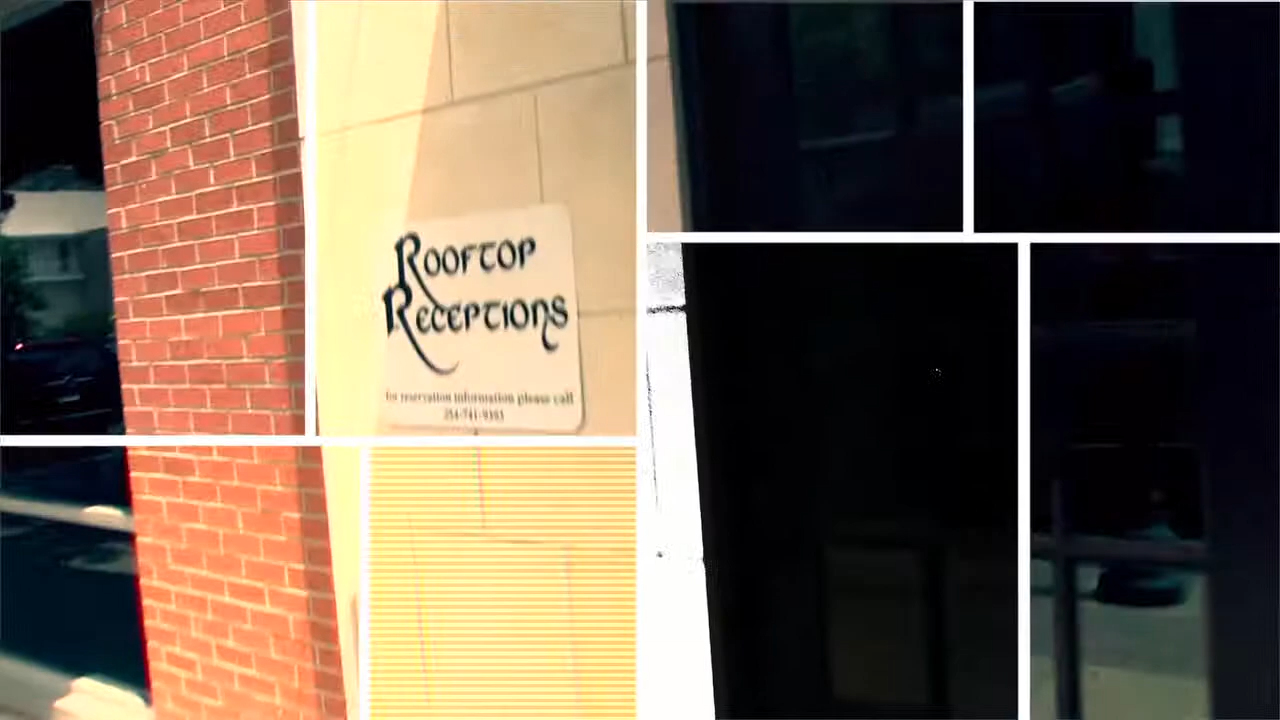 Rooftop
Receptions
for reservation information please call